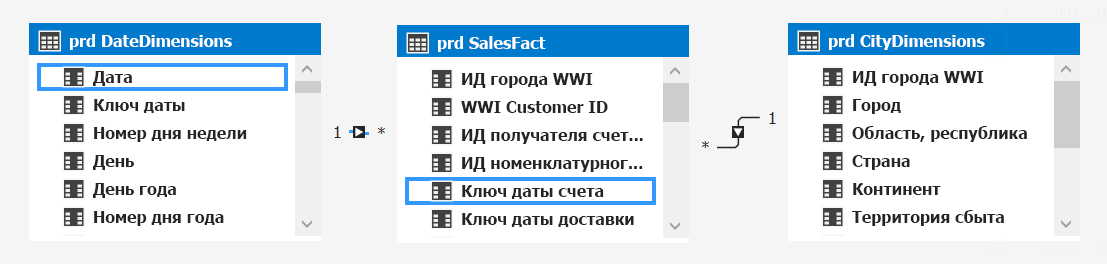 prd DateDimensions
Дата
Ключ даты
Номер дня недели
День
День года
Номер дня года
1 *
prd SalesFact
ИД города WWI
WWI Customer ID
ИД получателя счет...
ИД номенклатурног...
Ключ даты счета
Ключ даты доставки
* 1
prd CityDimensions
ИД города WWI
Город
Область, республика
Страна
Континент
Территория сбыта